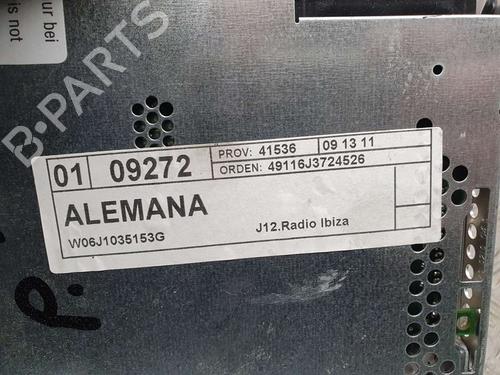 ur bei
is not
B-PARTS
01 09272 PROV: 41536 09 13 11
ORDEN: 49116J3724526
ALEMANA
W06J1035153G J12.Radio Ibiza